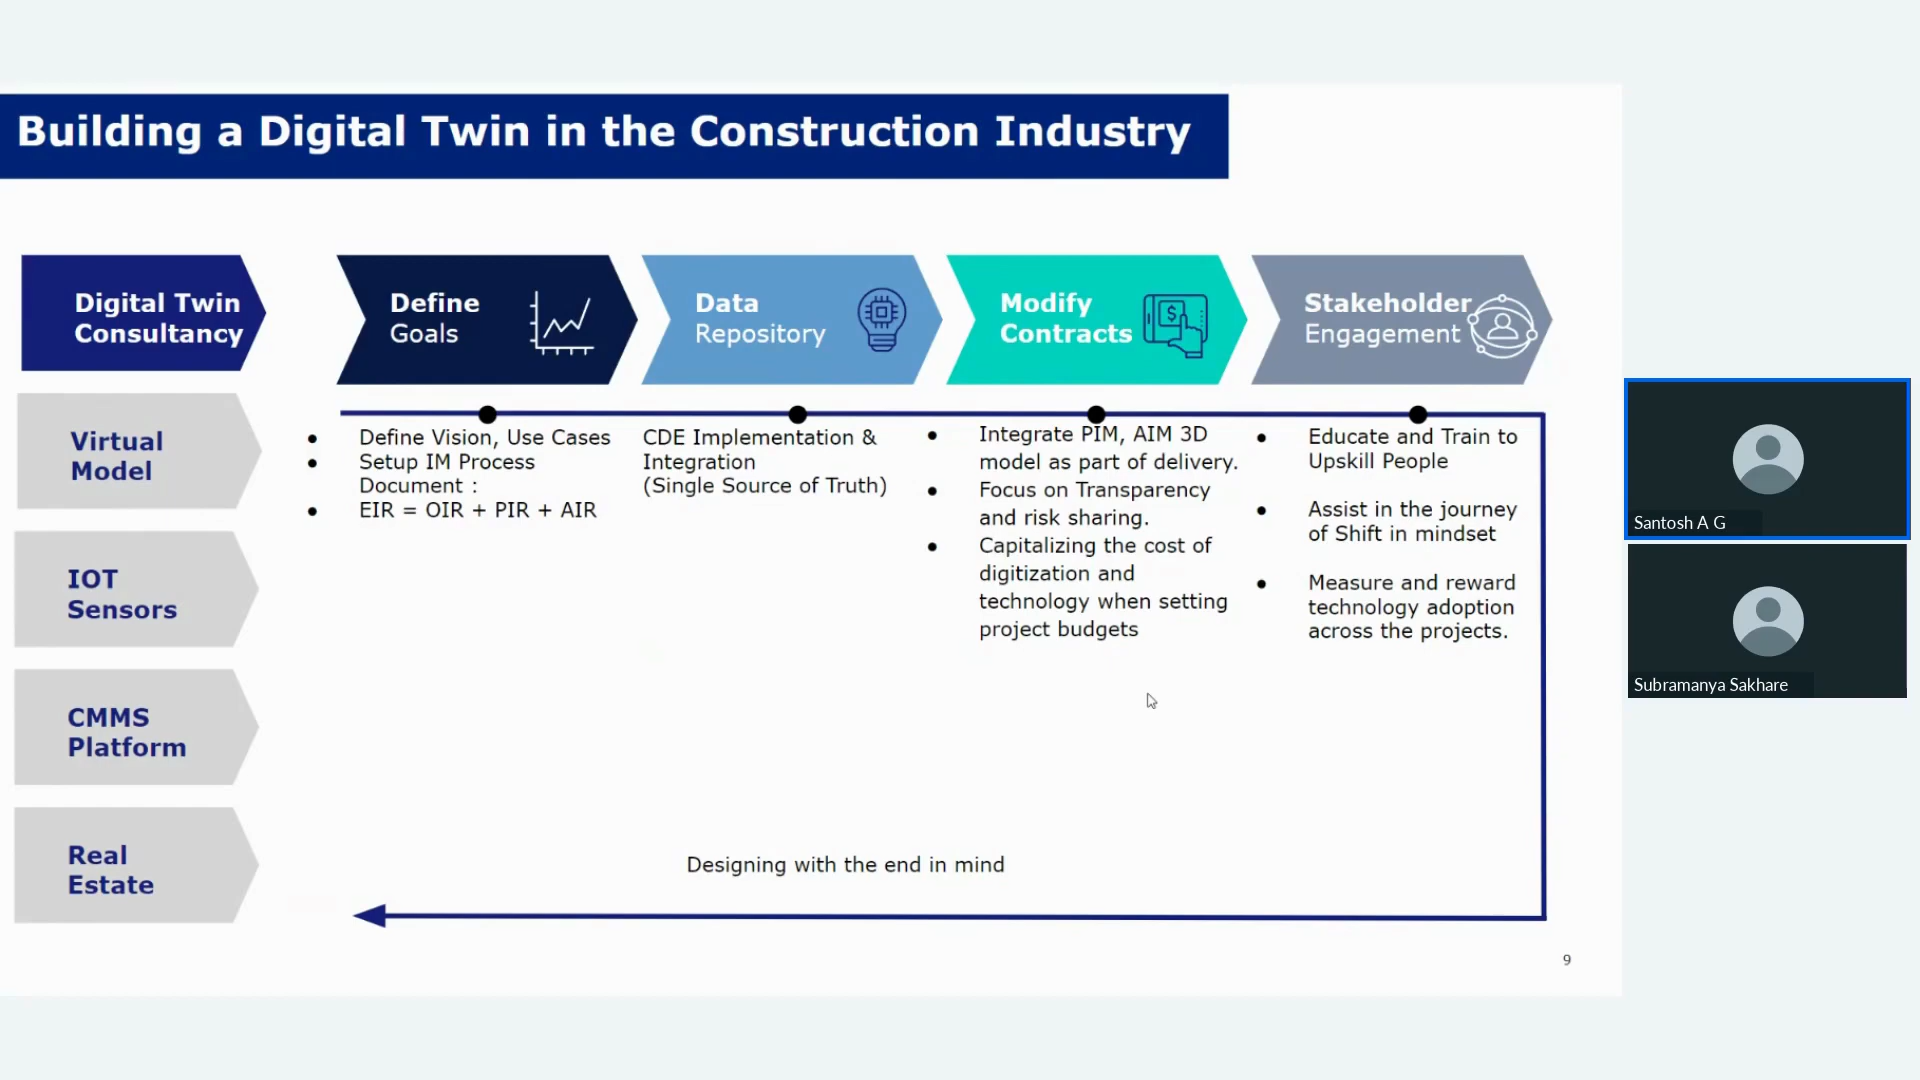 Building a Digital Twin in the Construction Industry
Digital Twin
Consultancy
Virtual
Model
IOT
Sensors
CMMS
Platform
Real
Estate
Define
Goals
Data
Repository
Modify
Contracts
Stakeholder
Engagement
• Define Vision, Use Cases
• Setup IM Process
Document :
• EIR = OIR + PIR + AIR
CDE Implementation &
Integration
(Single Source of Truth)
• Integrate PIM, AIM 3D
model as part of delivery.
• Focus on Transparency
and risk sharing.
• Capitalizing the cost of
digitization and
technology when setting
project budgets
• Educate and Train to
Upskill People
• Assist in the journey
of Shift in mindset
• Measure and reward
technology adoption
across the projects.
Designing with the end in mind
9
Santosh A G
Subramanya Sakhare